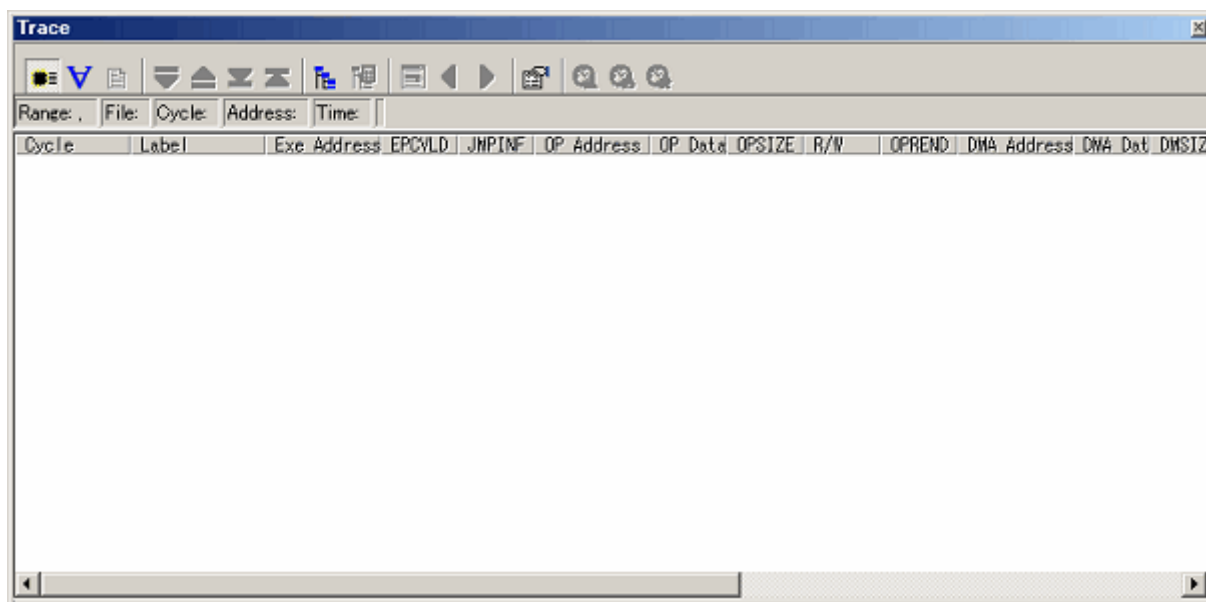 Trace
Range: , File: Cycle: Address: Time:
Cycle Label Exe Address EPCVLD JMPINF OP Address OP Data OPSIZE R/W OPREND DMA Address DMA Dat DMSIZ